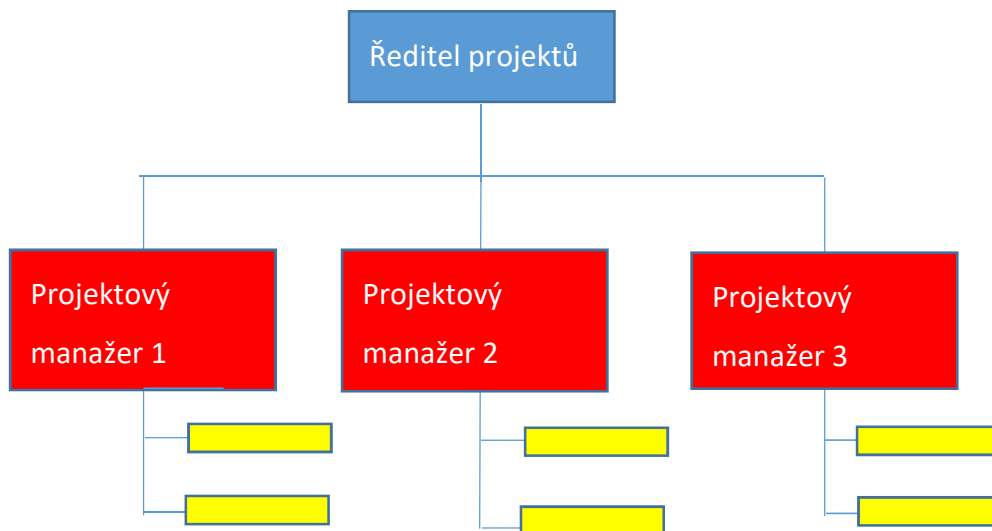 Ředitel projektů
Projektový
manažer 1
Projektový
manažer 2
Projektový
manažer 3